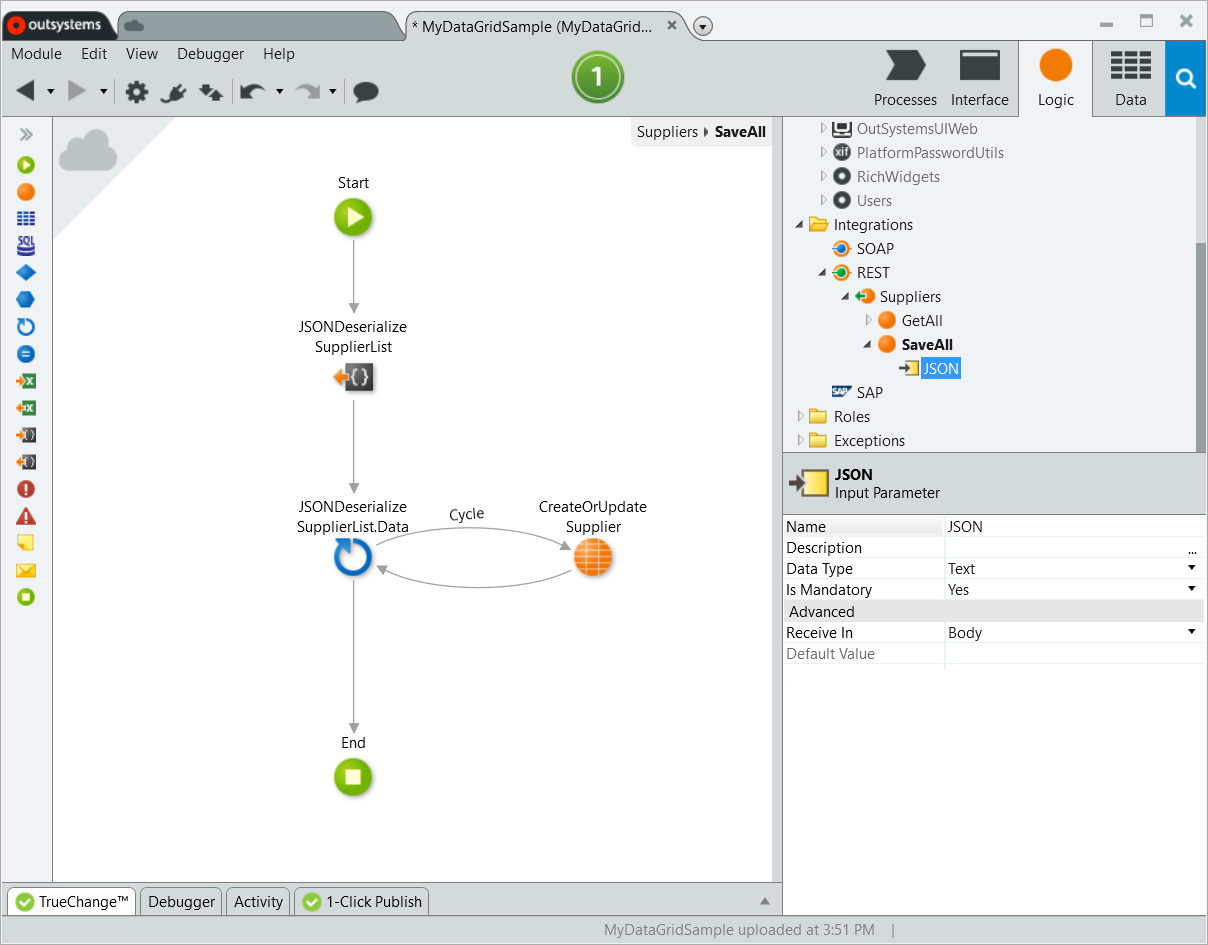 outsystems
* MyDataGridSample (MyDataGrid...
Module Edit View Debugger Help
1
Processes Interface Logic Data
SQL
Suppliers SaveAll
Start
JSONDeserialize
SupplierList
{}
JSONDeserialize
SupplierList.Data
Cycle
CreateOrUpdate
Supplier
End
OutSystemsUIWeb
xif PlatformPasswordUtils
RichWidgets
Users
Integrations
SOAP
REST
Suppliers
GetAll
SaveAll
JSON
SAP SAP
Roles
Exceptions
JSON
Input Parameter
Name JSON
Description ...
Data Type Text
Is Mandatory Yes
Advanced
Receive In Body
Default Value
TrueChange™ Debugger Activity 1-Click Publish
MyDataGridSample uploaded at 3:51 PM |